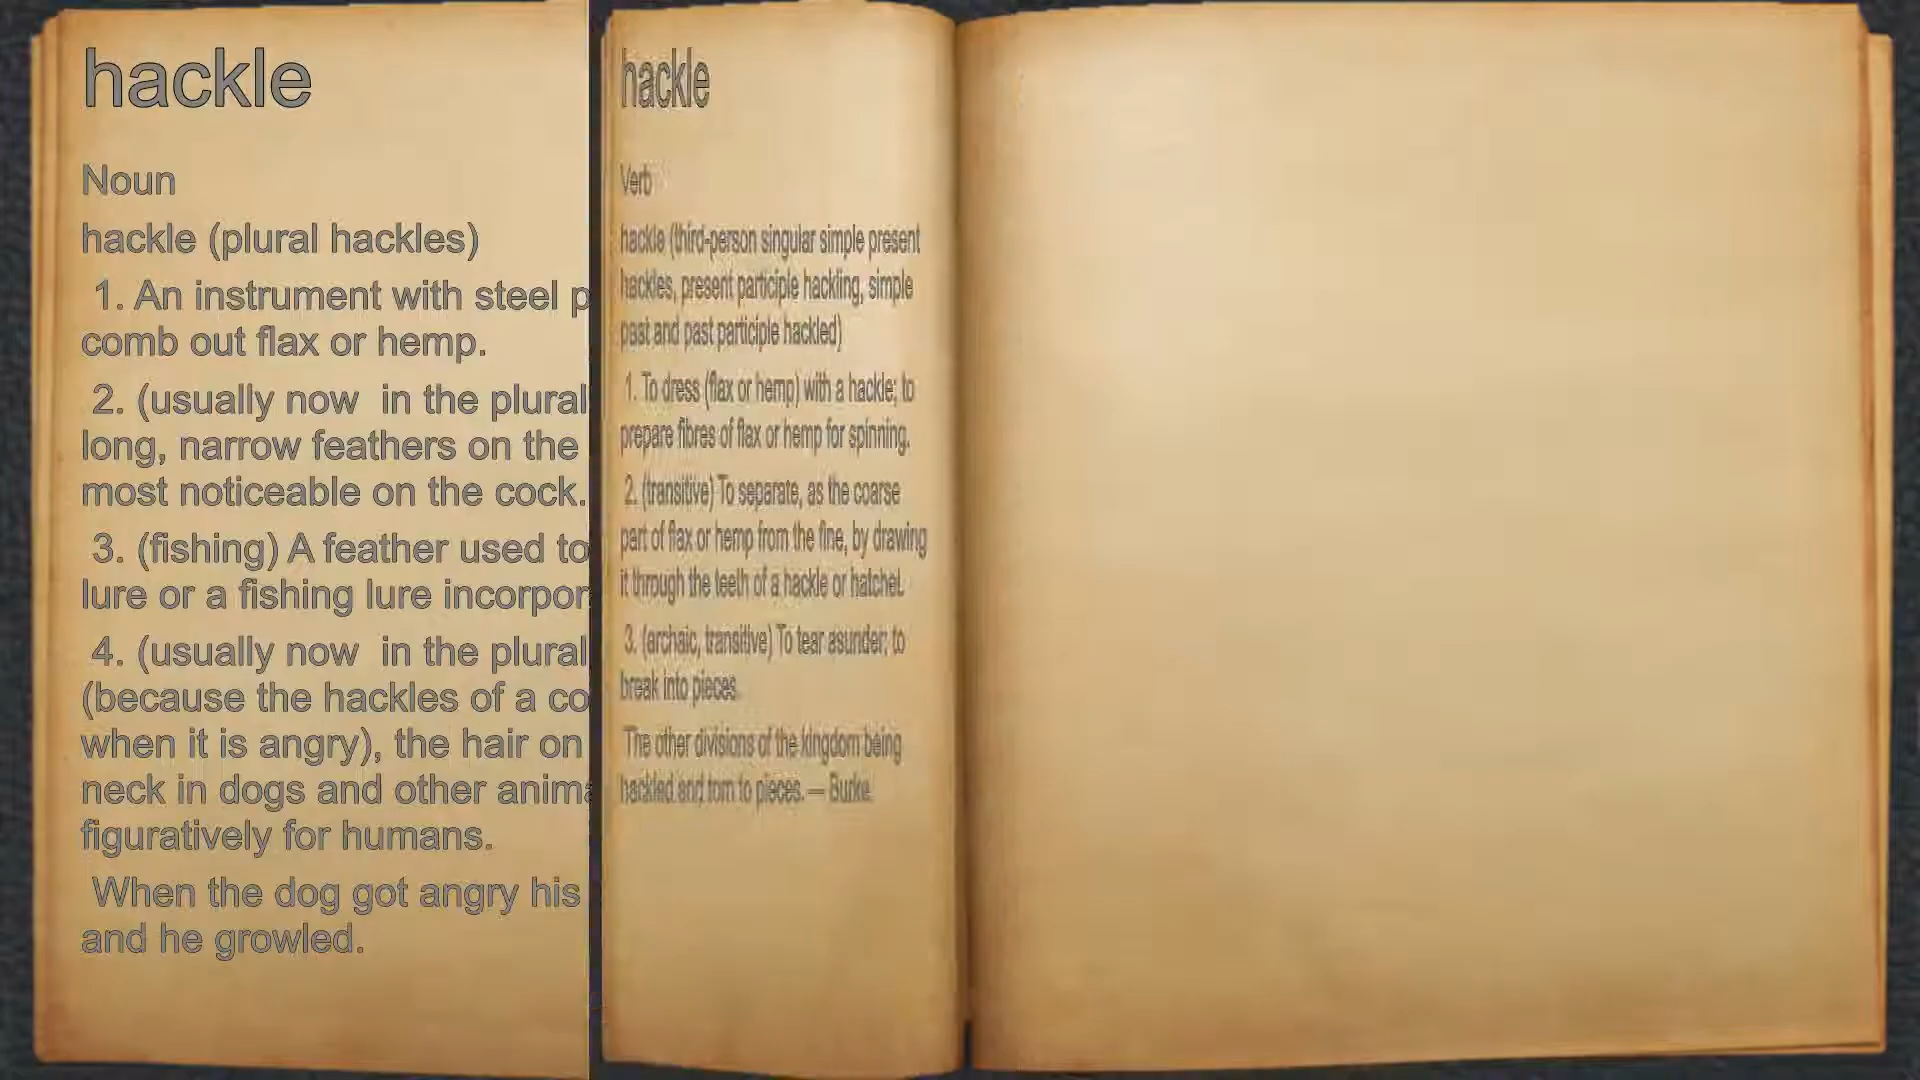 hackle
Noun
hackle (plural hackles)
1. An instrument with steel p
comb out flax or hemp.
2. (usually now in the plural
long, narrow feathers on the
most noticeable on the cock.
3. (fishing) A feather used to
lure or a fishing lure incorpor
4. (usually now in the plural
(because the hackles of a co
when it is angry), the hair on
neck in dogs and other anima
figuratively for humans.
When the dog got angry his
and he growled.
hackle
Verb
hackle (third-person singular simple present
hackles, present participle hackling, simple
past and past participle hackled)
1. To dress (flax or hemp) with a hackle; to
prepare fibres of flax or hemp for spinning.
2. (transitive) To separate, as the coarse
part of flax or hemp from the fine, by drawing
it through the teeth of a hackle or hatchel.
3. (archaic, transitive) To tear asunder; to
break into pieces.
The other divisions of the kingdom being
hackled and torn to pieces. — Burke.